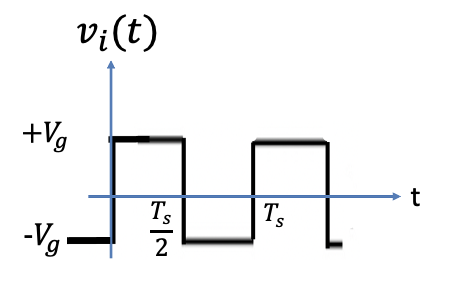 v_i(t)
+V_g
t
T_s/2
T_s
-V_g